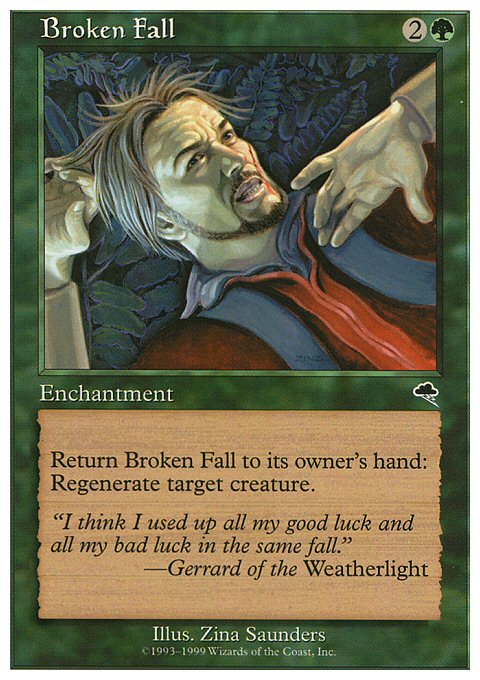 Broken Fall 2
Enchantment
Return Broken Fall to its owner's hand:
Regenerate target creature.
"I think I used up all my good luck and
all my bad luck in the same fall."
—Gerrard of the Weatherlight
Illus. Zina Saunders
©1993–1999 Wizards of the Coast, Inc.